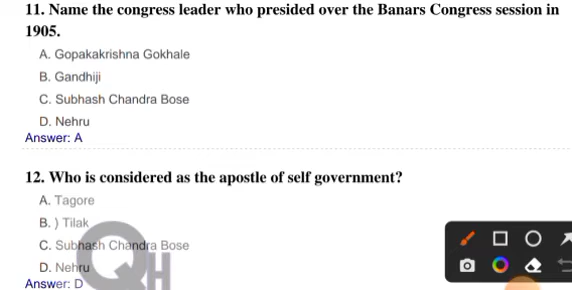 11. Name the congress leader who presided over the Banars Congress session in
1905.
A. Gopakakrishna Gokhale
B. Gandhiji
C. Subhash Chandra Bose
D. Nehru
Answer: A
12. Who is considered as the apostle of self government?
A. Tagore
B. ) Tilak
C. Subhash Chandra Bose
D. Nehru
Answer: D
QH